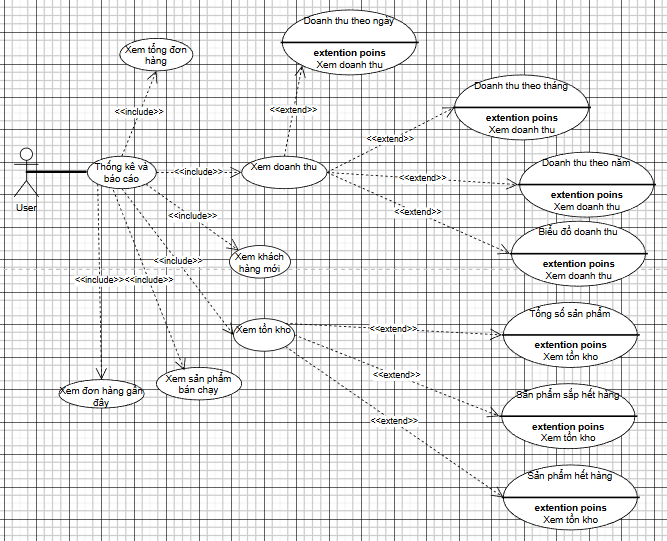 Doanh thu theo ngày
extention poins
Xem doanh thu
Xem tổng đơn
hàng
Doanh thu theo tháng
extention poins
Xem doanh thu
<<include>>
<<extend>>
<<extend>>
User
Thống kê và
báo cáo
<<include>>
Xem doanh thu
<<extend>>
Doanh thu theo năm
extention poins
Xem doanh thu
<<include>>
<<extend>>
Biểu đồ doanh thu
extention poins
Xem doanh thu
Xem khách
hàng mới
<<include>>
<<include>>
<<include>>
Xem tồn kho
<<extend>>
Tổng số sản phẩm
extention poins
Xem tồn kho
<<extend>>
Sản phẩm sắp hết hàng
extention poins
Xem tồn kho
Xem đơn hàng gần
đây
Xem sản phẩm
bán chạy
<<extend>>
Sản phẩm hết hàng
extention poins
Xem tồn kho